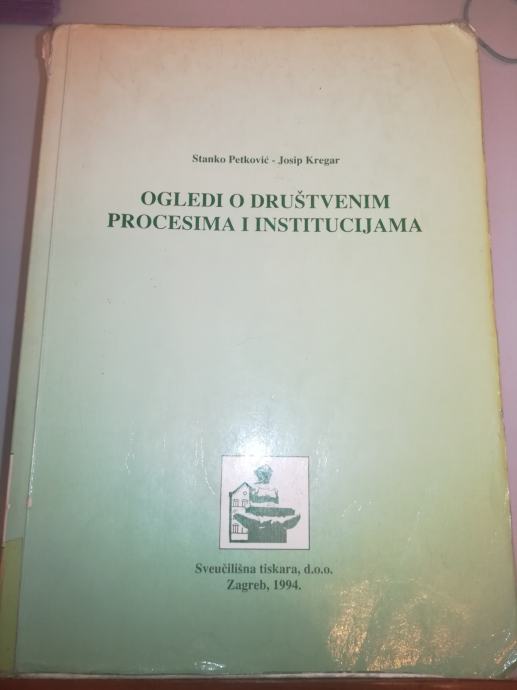 Stanko Petković - Josip Kregar
OGLEDI O DRUŠTVENIM
PROCESIMA I INSTITUCIJAMA
Sveučilišna tiskara, d.o.o.
Zagreb, 1994.